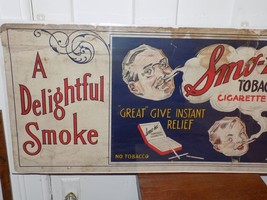 A
Delightful
Smoke
TOBAC
CIGARETTE
"GREAT" GIVE INSTANT
RELIEF
NO TOBACCO